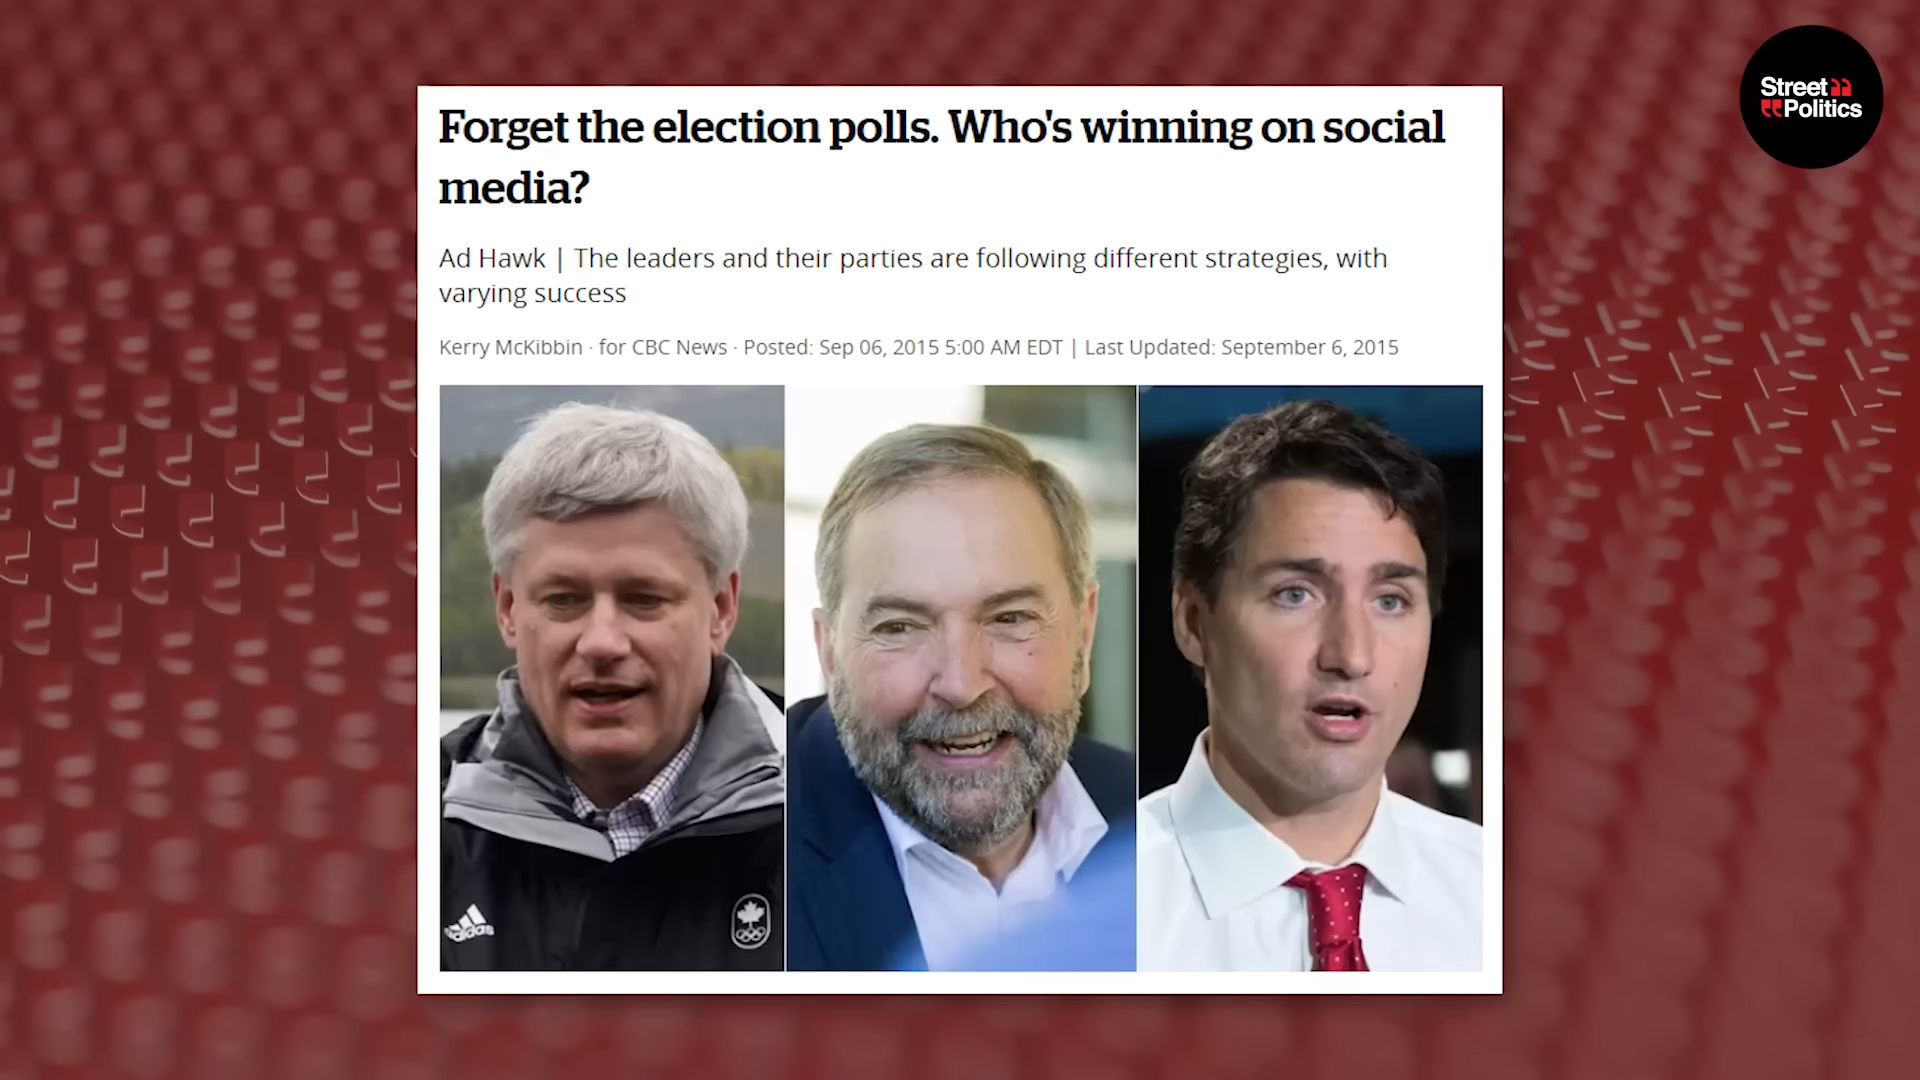 Street
Politics
Forget the election polls. Who's winning on social
media?
Ad Hawk | The leaders and their parties are following different strategies, with
varying success
Kerry McKibbin · for CBC News · Posted: Sep 06, 2015 5:00 AM EDT | Last Updated: September 6, 2015
adidas